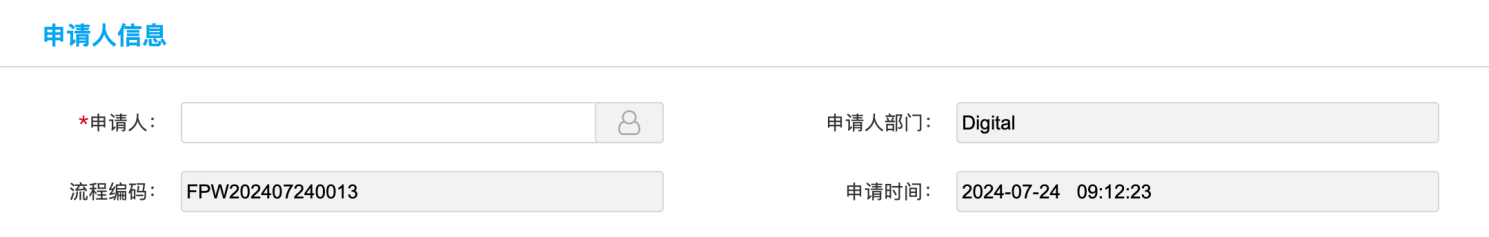 申请人信息
*申请人： 申请人部门： Digital
流程编码： FPW202407240013 申请时间： 2024-07-24 09:12:23